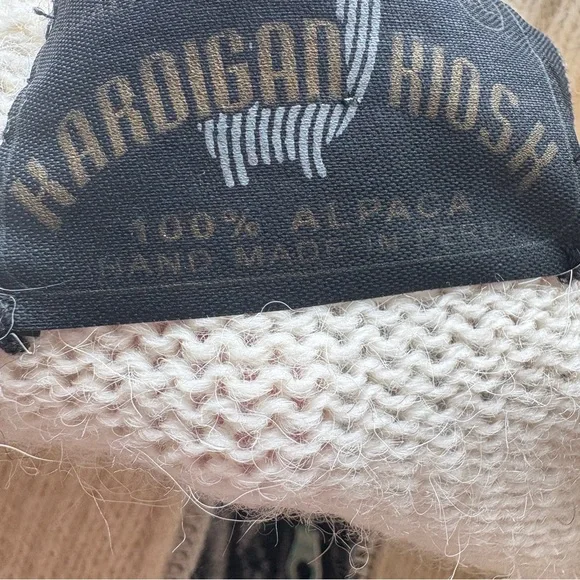 KARDIGAN KIOSK
100% ALPACA
HAND MADE IN PERU